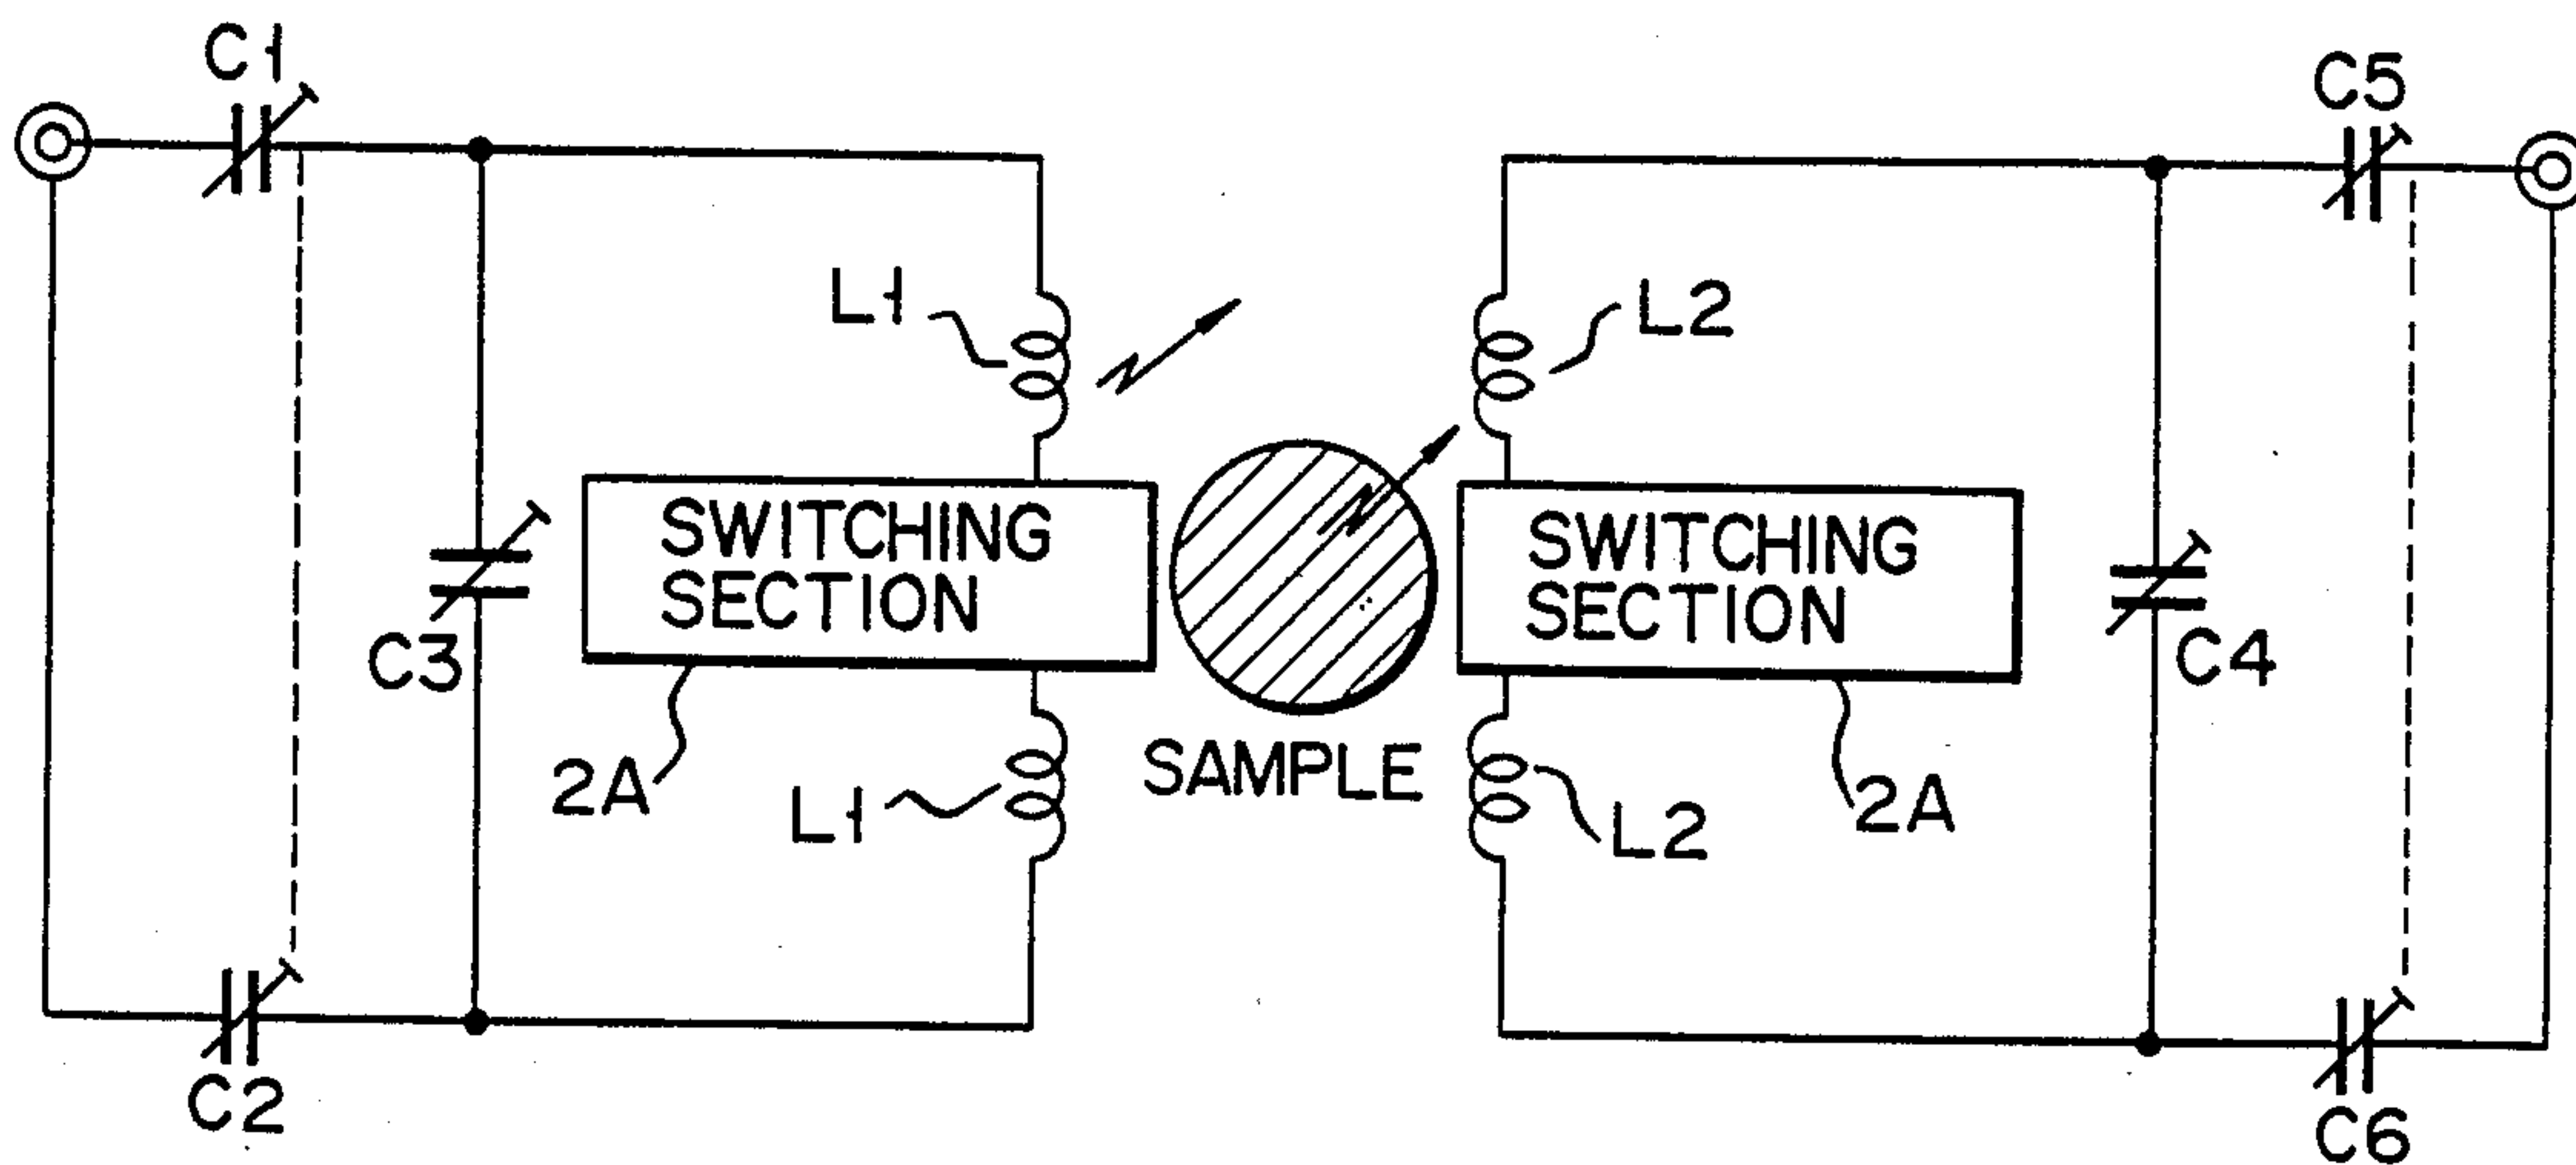 C1
C5
L1
L2
SWITCHING
SECTION
SWITCHING
SECTION
C3
C4
2A
SAMPLE
2A
L1
L2
C2
C6